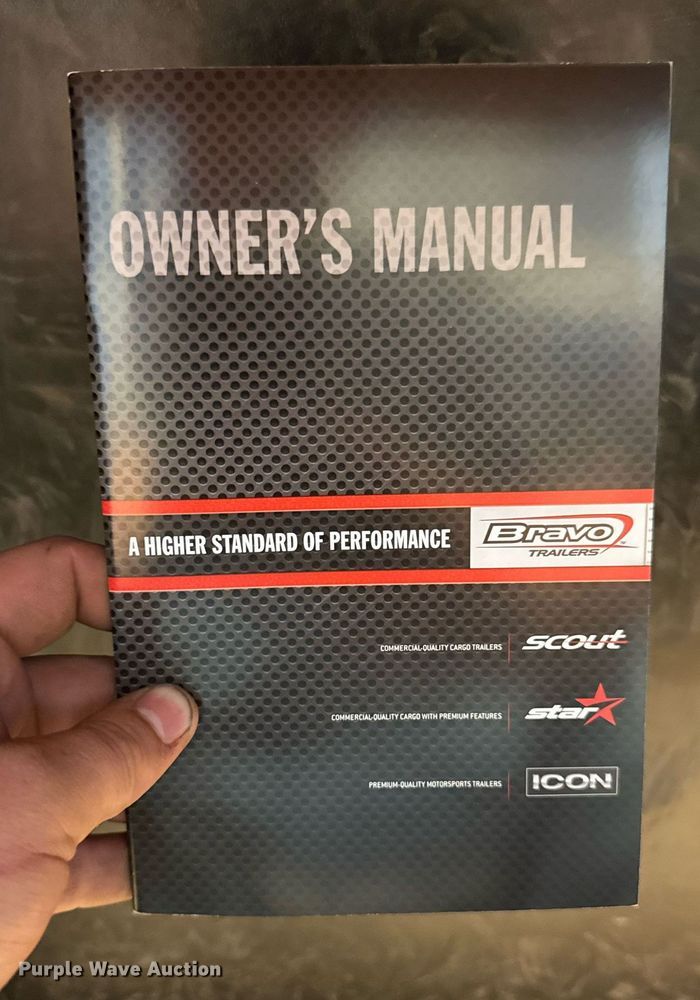 OWNER'S MANUAL
A HIGHER STANDARD OF PERFORMANCE
Bravo
TRAILERS
COMMERCIAL-QUALITY CARGO TRAILERS
scout
COMMERCIAL-QUALITY CARGO WITH PREMIUM FEATURES
star
PREMIUM-QUALITY MOTORSPORTS TRAILERS
ICON
Purple Wave Auction